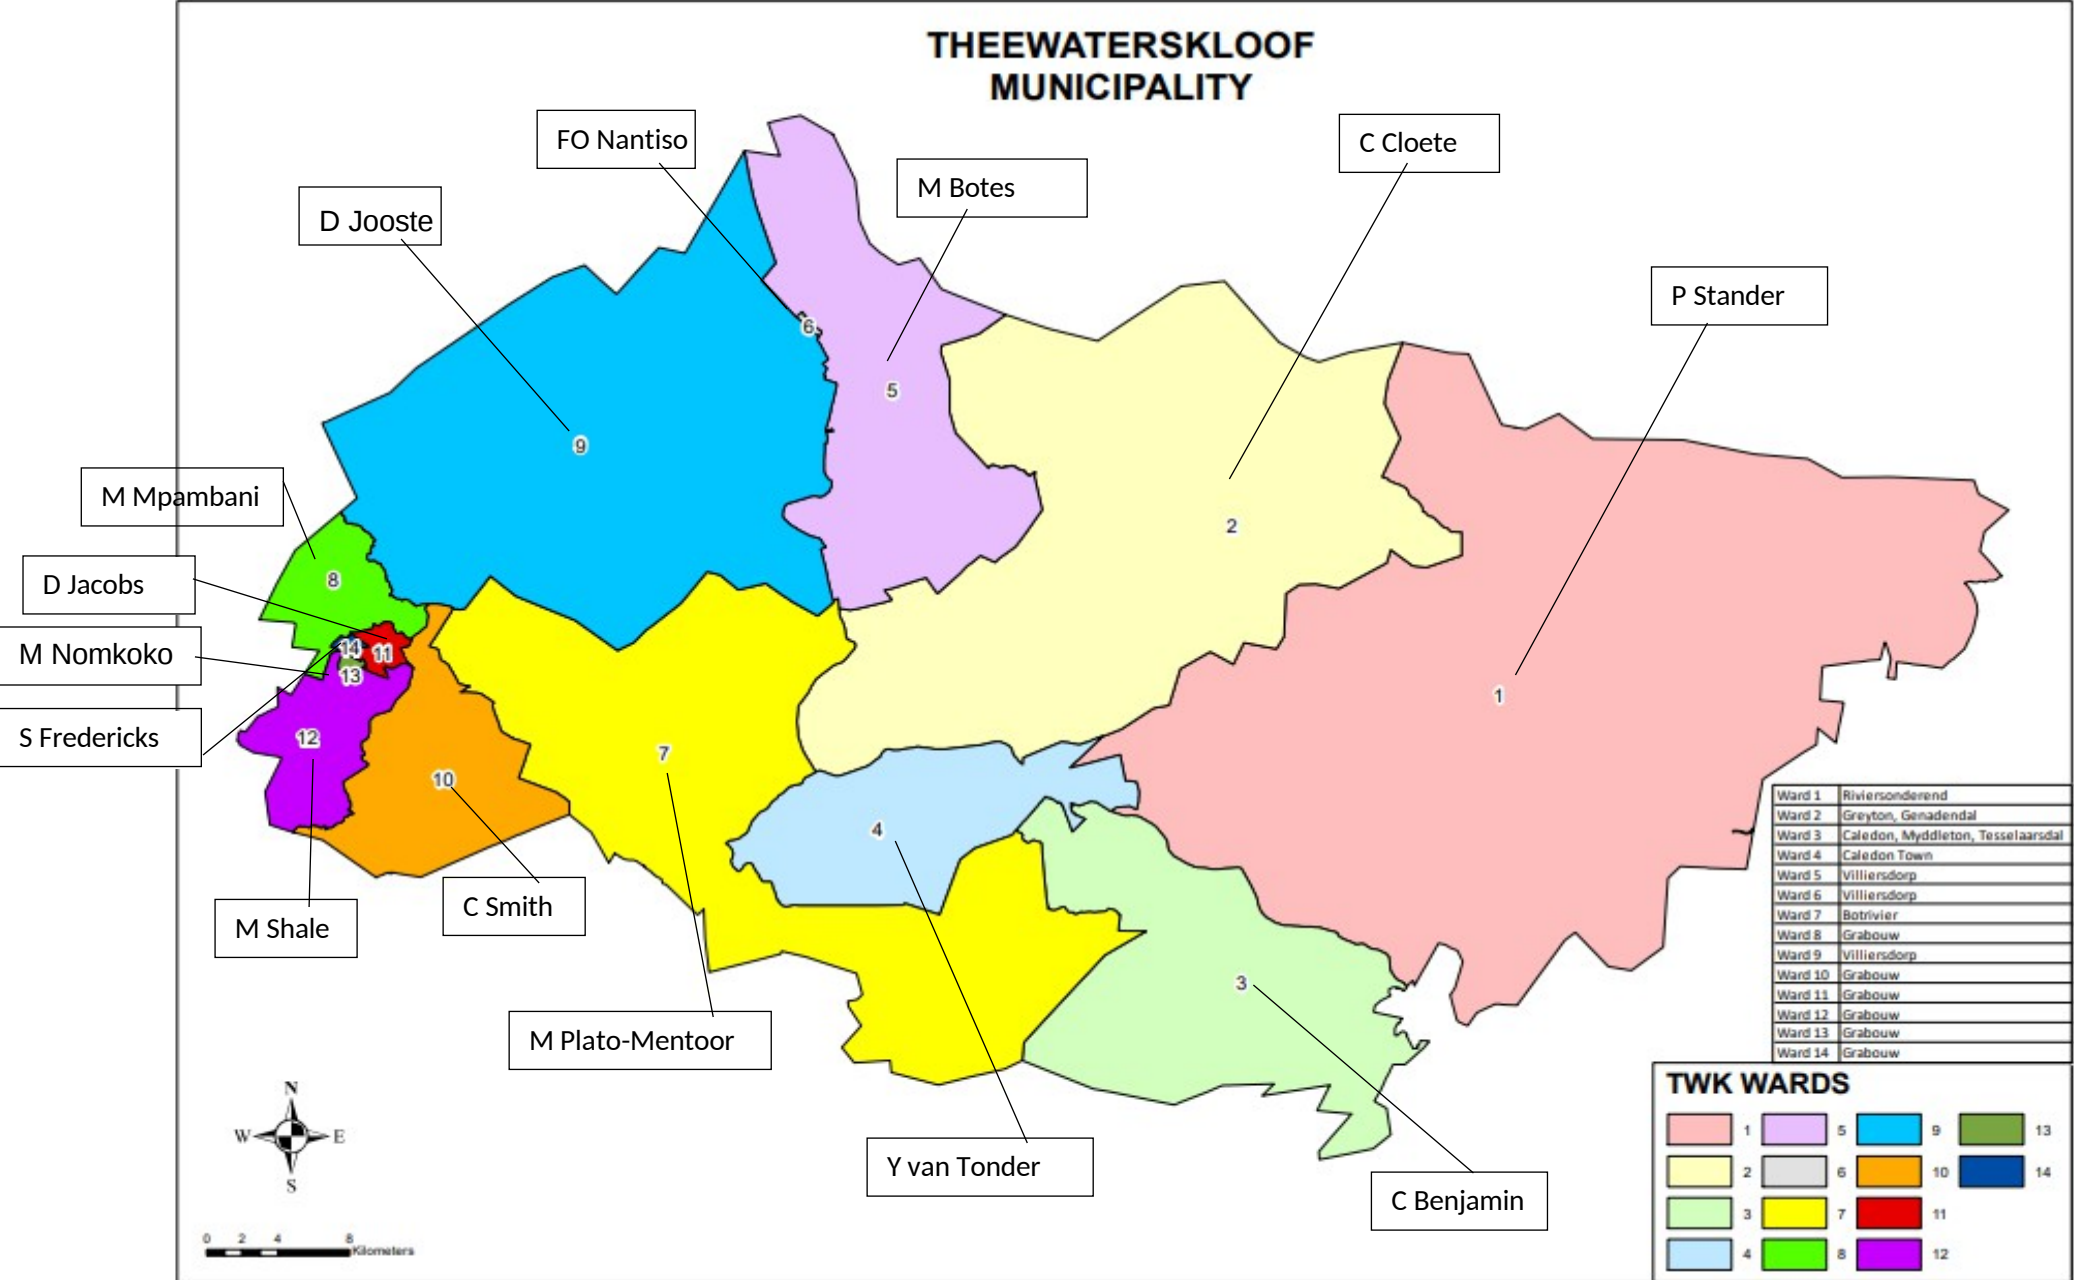 THEEWATERSKLOOF
MUNICIPALITY
FO Nantiso
C Cloete
M Botes
D Jooste
P Stander
6
5
9
M Mpambani
2
8
D Jacobs
14
11
M Nomkoko
13
1
S Fredericks
12
7
10
4
Ward 1 Riviersonderend
Ward 2 Greyton, Genadendal
Ward 3 Caledon, Myddleton, Tesselaarsdal
Ward 4 Caledon Town
Ward 5 Villiersdorp
Ward 6 Villiersdorp
Ward 7 Botrivier
Ward 8 Grabouw
Ward 9 Villiersdorp
Ward 10 Grabouw
Ward 11 Grabouw
Ward 12 Grabouw
Ward 13 Grabouw
Ward 14 Grabouw
C Smith
M Shale
3
M Plato-Mentoor
Y van Tonder
C Benjamin
N
W E
S
0 2 4 8
Kilometers
TWK WARDS
1 5 9 13
2 6 10 14
3 7 11
4 8 12